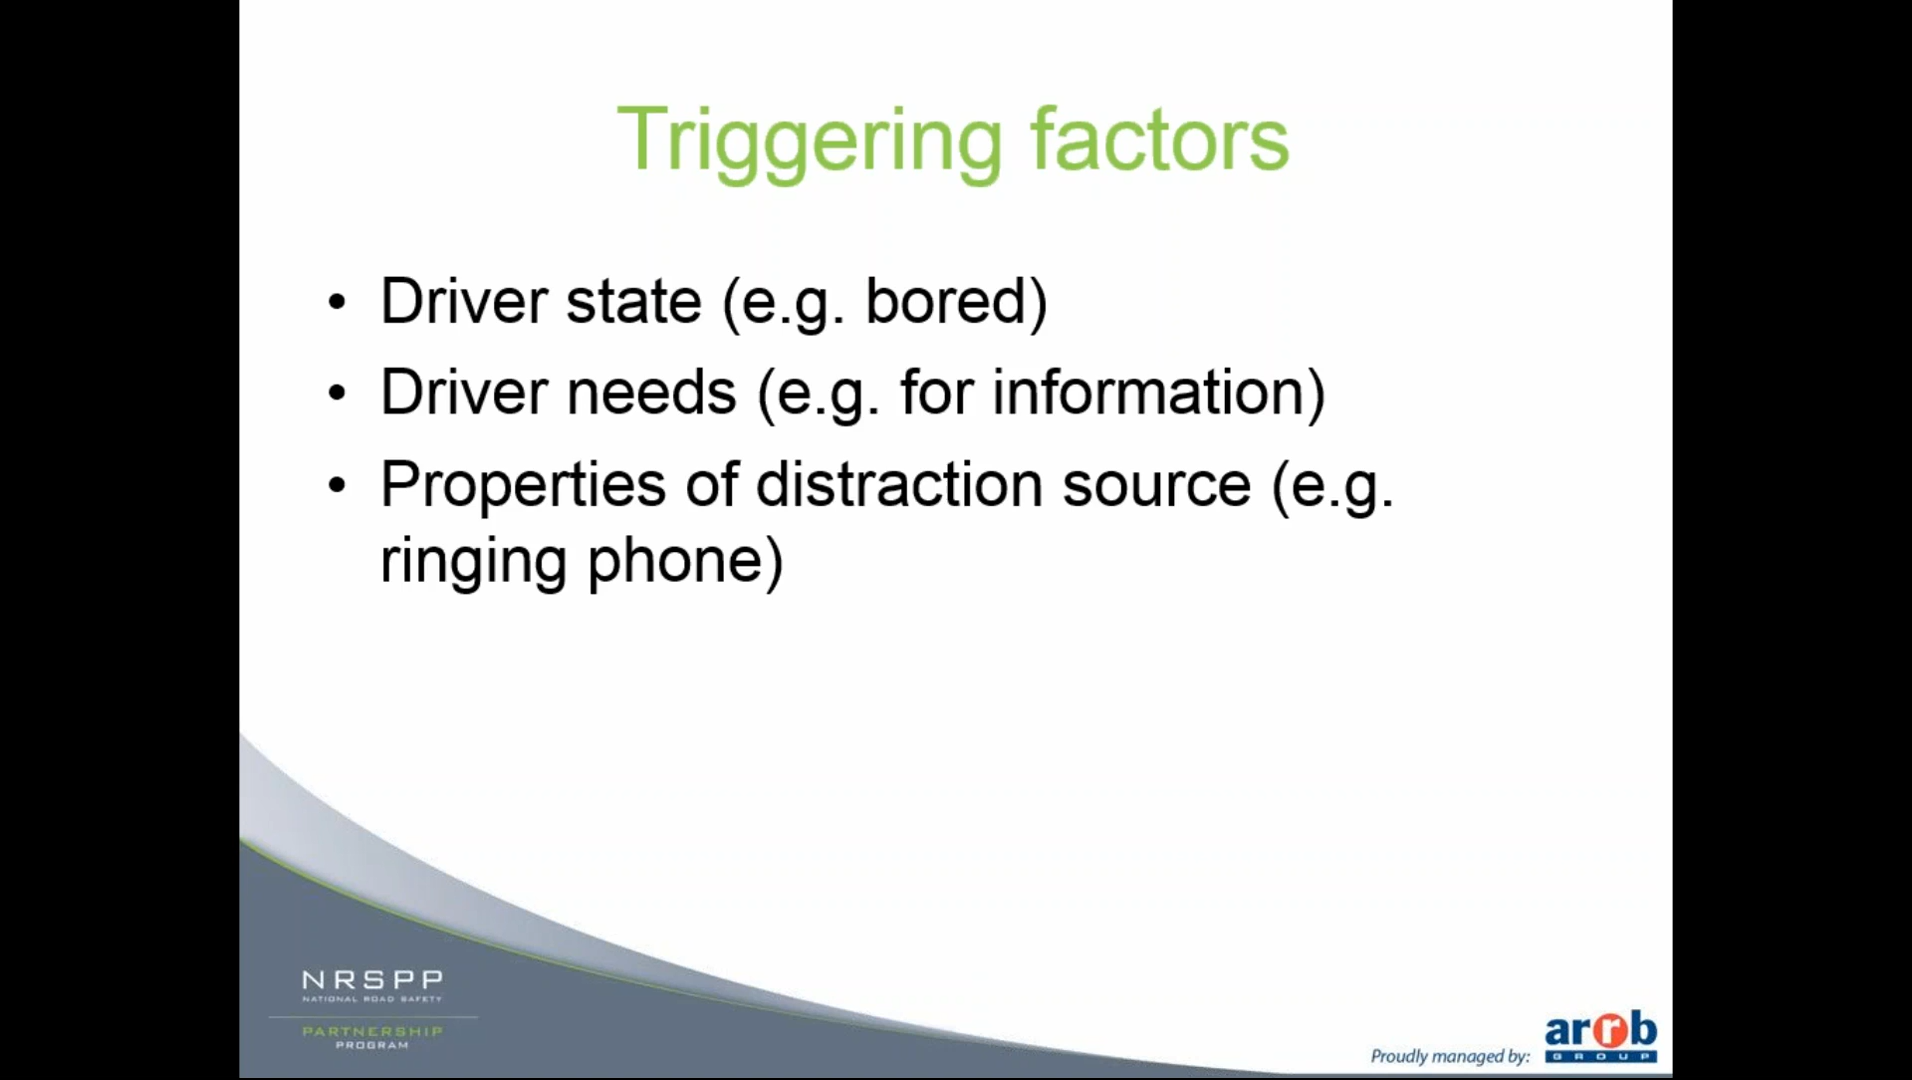 Triggering factors
• Driver state (e.g. bored)
• Driver needs (e.g. for information)
• Properties of distraction source (e.g.
ringing phone)
NRSPP
NATIONAL ROAD SAFETY
PARTNERSHIP
PROGRAM
Proudly managed by:
arrb
GROUP